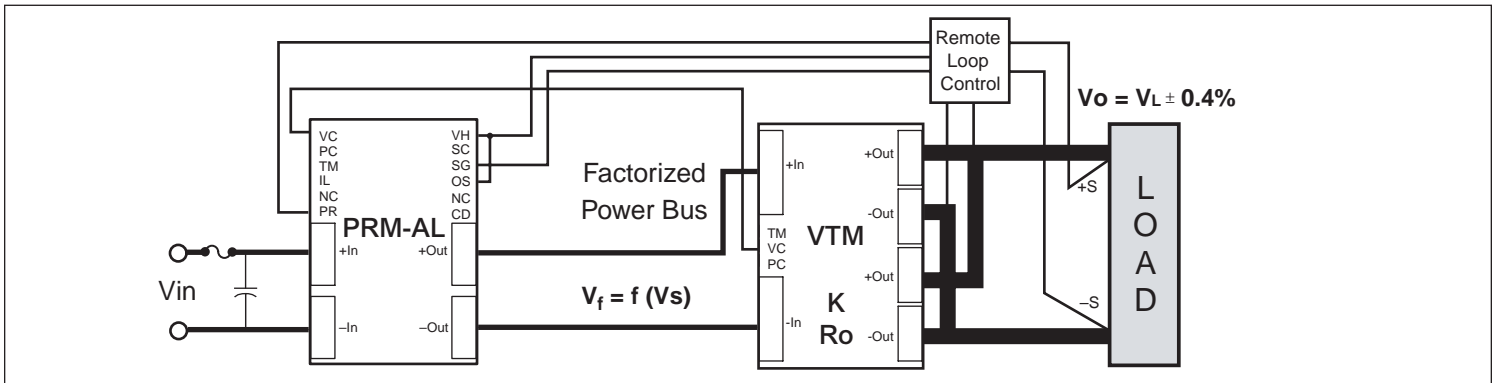 Remote
Loop
Control
Vo = VL ± 0.4%
VC
PC
TM
IL
NC
PR
VH
SC
SG
OS
NC
CD
PRM-AL
+In
–In
+Out
–Out
Vin
Factorized
Power Bus
Vf = f (Vs)
+In
TM
VC
PC
-In
VTM
K
Ro
+Out
-Out
+Out
-Out
+S
–S
L
O
A
D